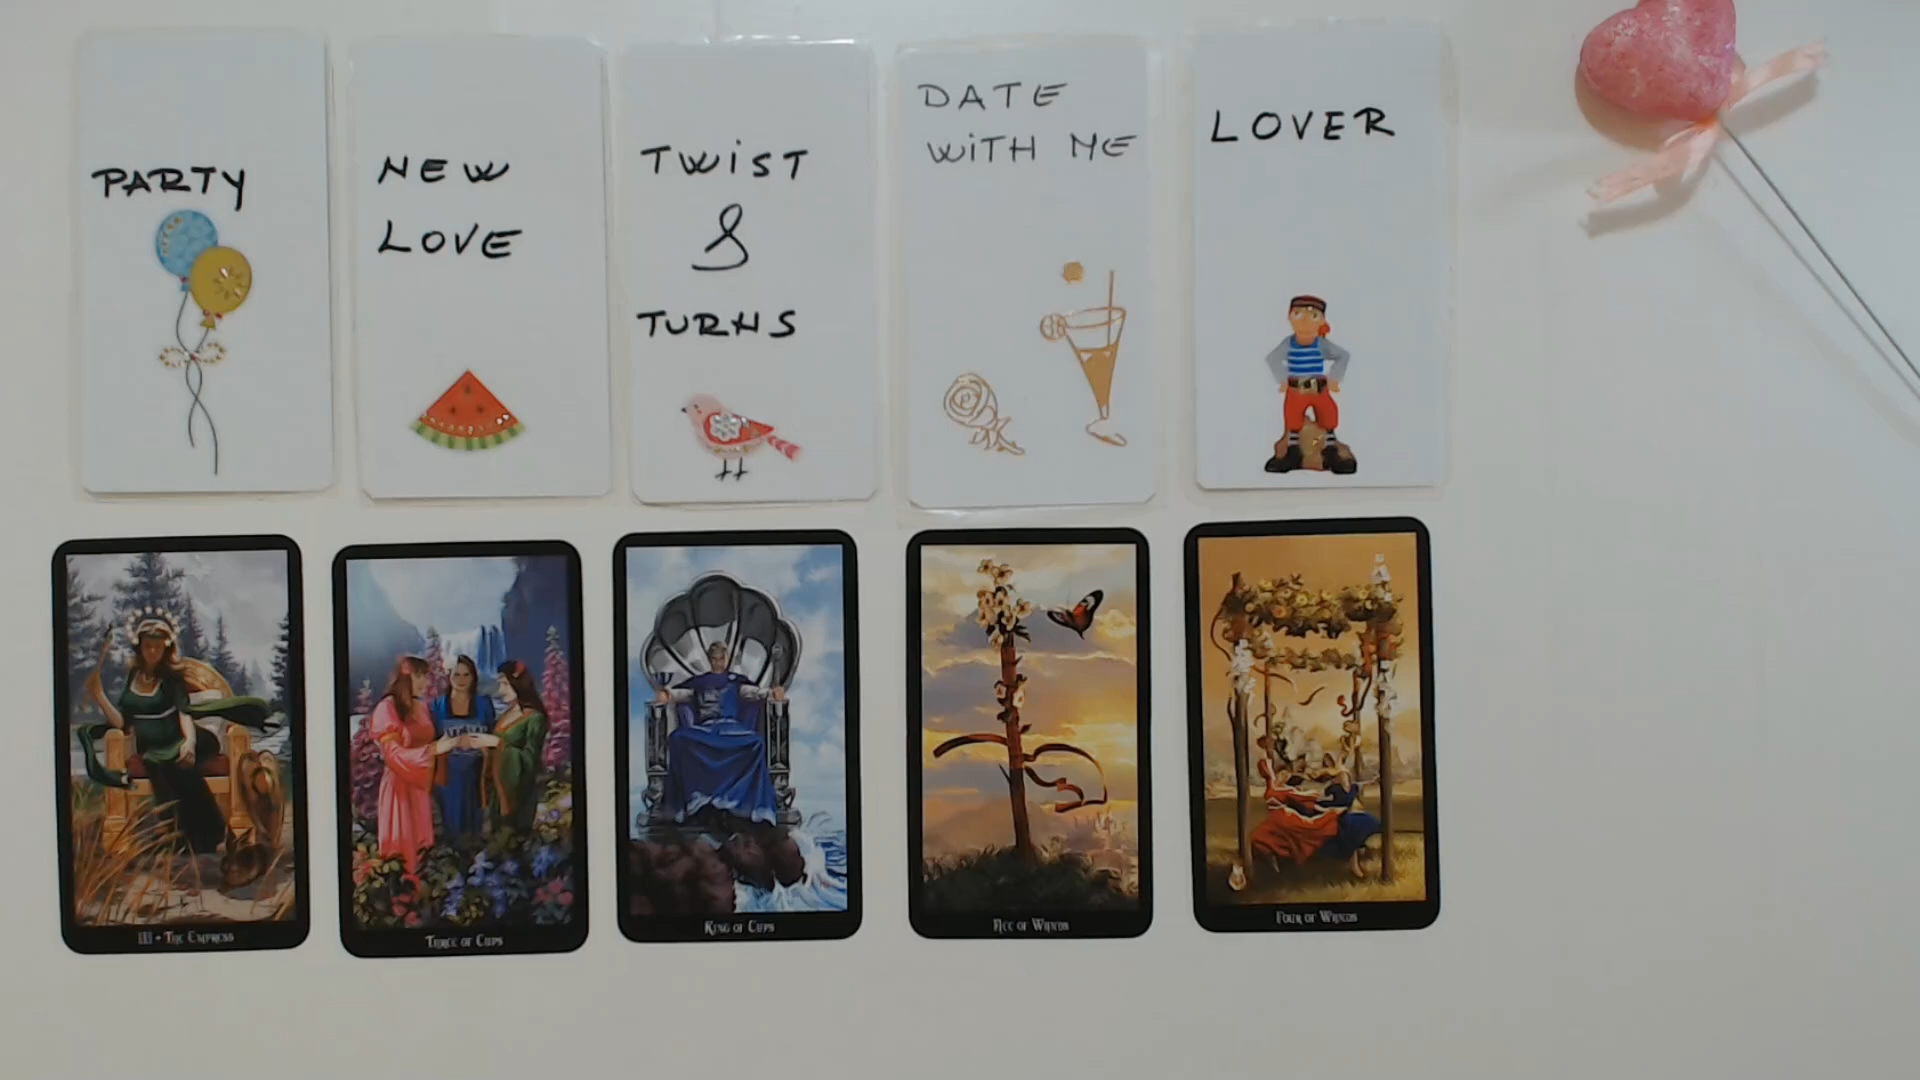 PARTY
NEW
LOVE
TWiST
&
TURNS
DATE
WiTH ME
LOVER
III • THE EMPRESS
THREE OF CUPS
KING OF CUPS
ACE OF WANDS
FOUR OF WANDS